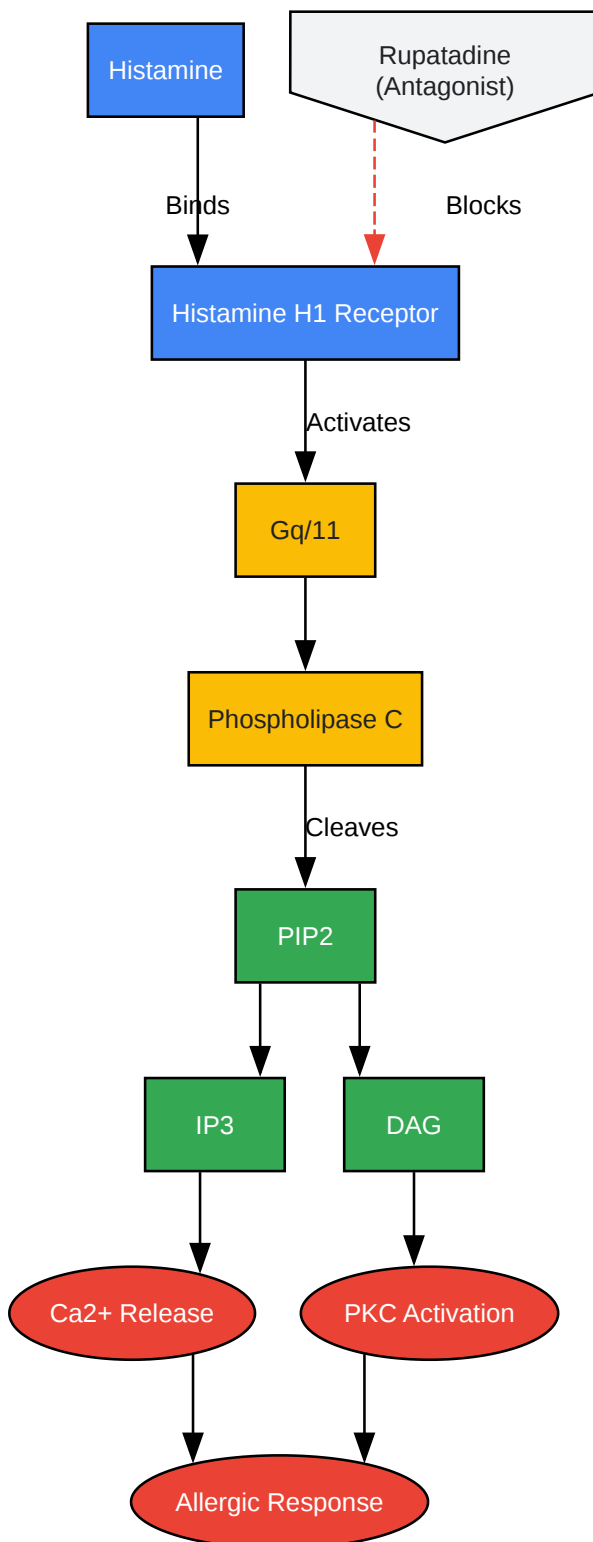 Histamine
Rupatadine
(Antagonist)
Binds
Blocks
Histamine H1 Receptor
Activates
Gq/11
Phospholipase C
Cleaves
PIP2
IP3
DAG
Ca2+ Release
PKC Activation
Allergic Response